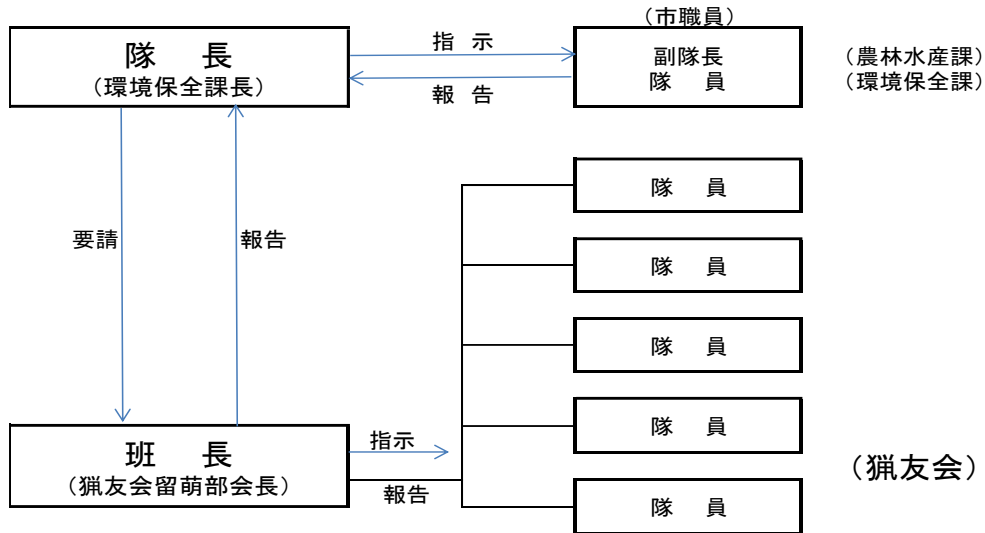 （市職員）
隊　長
（環境保全課長）
指 示
報 告
副隊長
隊　員
（農林水産課）
（環境保全課）
要請
報告
隊　員
隊　員
隊　員
隊　員
隊　員
班　長
（猟友会留萌部会長）
指示
報告
（猟友会）